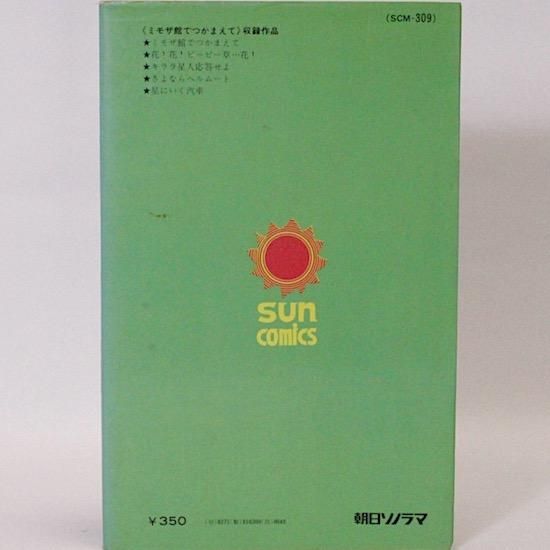 (SCM-309)
《ミモザ館でつかまえて》収録作品
★ミモザ館でつかまえて
★花!花!ピーピー草…花!
★キララ星人応答せよ
★さよならヘルムート
★星にいく汽車
sun
comics
¥350
朝日ソノラマ